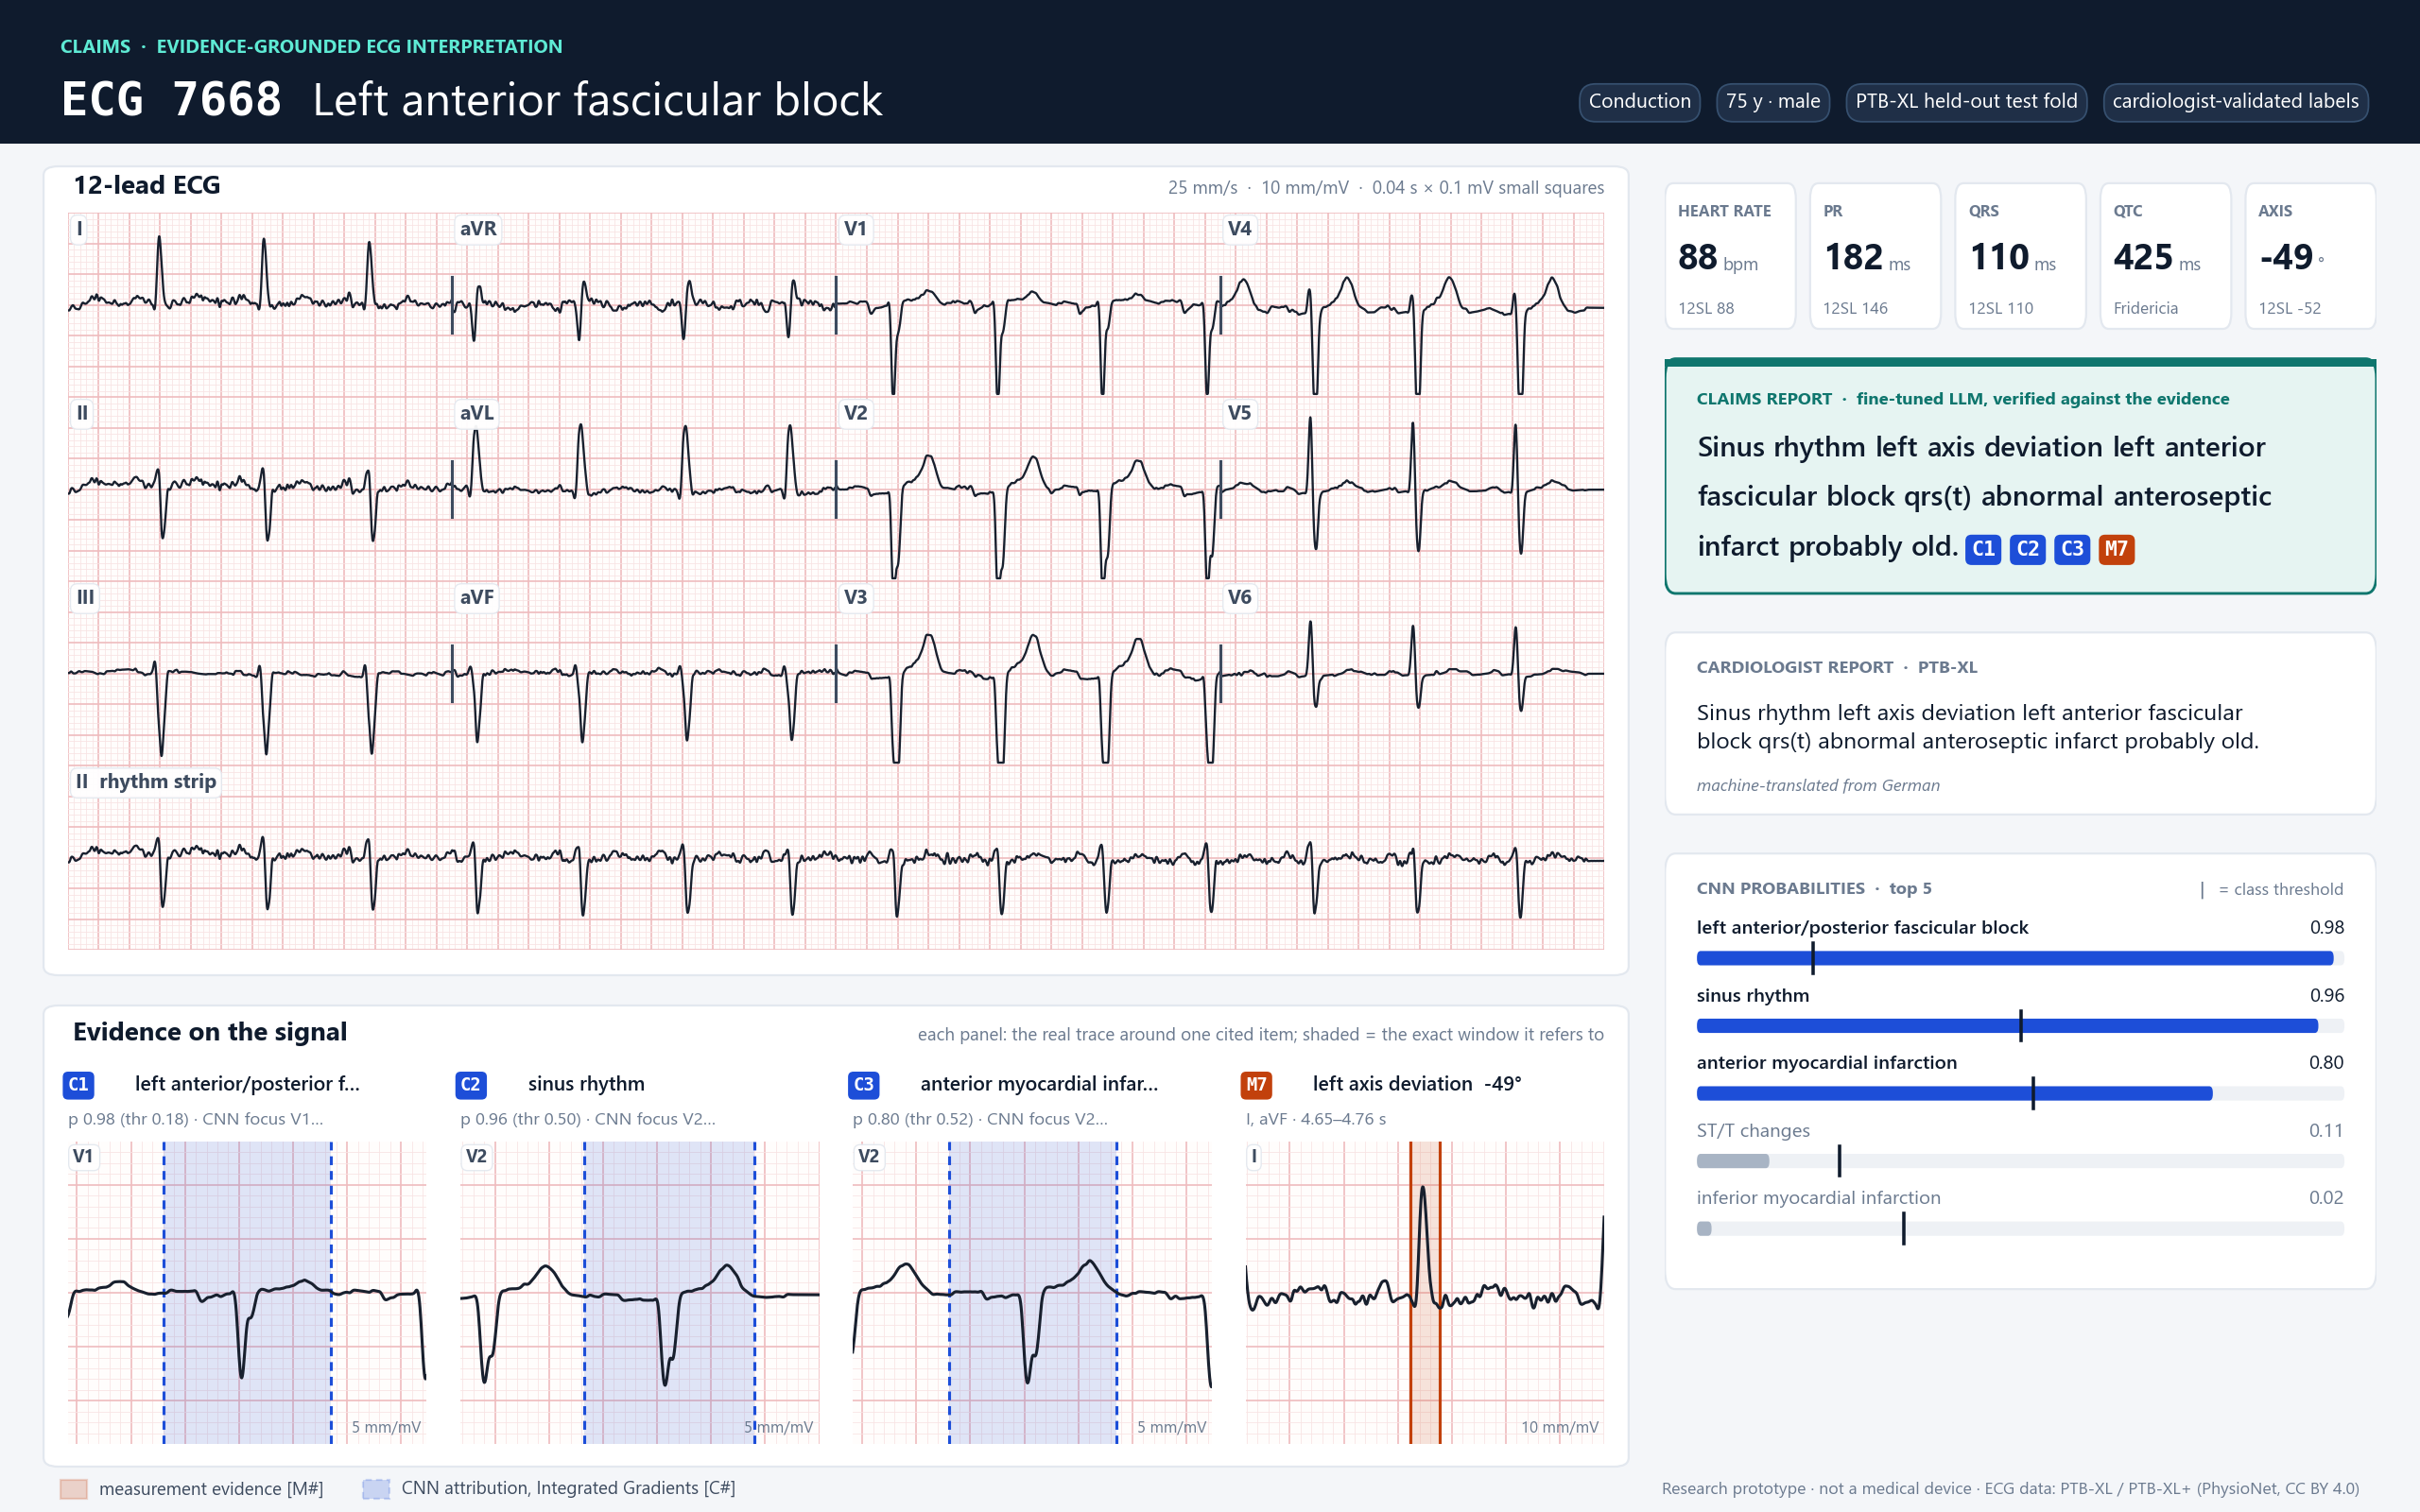 CLAIMS · EVIDENCE-GROUNDED ECG INTERPRETATION
ECG 7668 Left anterior fascicular block
Conduction
75 y · male
PTB-XL held-out test fold
cardiologist-validated labels
12-lead ECG
25 mm/s · 10 mm/mV · 0.04 s × 0.1 mV small squares
I
aVR
V1
V4
II
aVL
V2
V5
III
aVF
V3
V6
II rhythm strip
HEART RATE
88 bpm
12SL 88
PR
182 ms
12SL 146
QRS
110 ms
12SL 110
QTC
425 ms
Fridericia
AXIS
-49 °
12SL -52
CLAIMS REPORT · fine-tuned LLM, verified against the evidence
Sinus rhythm left axis deviation left anterior
fascicular block qrs(t) abnormal anteroseptic
infarct probably old. C1 C2 C3 M7
CARDIOLOGIST REPORT · PTB-XL
Sinus rhythm left axis deviation left anterior fascicular
block qrs(t) abnormal anteroseptic infarct probably old.
machine-translated from German
CNN PROBABILITIES · top 5
| = class threshold
left anterior/posterior fascicular block 0.98
sinus rhythm 0.96
anterior myocardial infarction 0.80
ST/T changes 0.11
inferior myocardial infarction 0.02
Evidence on the signal
each panel: the real trace around one cited item; shaded = the exact window it refers to
C1 left anterior/posterior f...
p 0.98 (thr 0.18) · CNN focus V1...
V1
5 mm/mV
C2 sinus rhythm
p 0.96 (thr 0.50) · CNN focus V2...
V2
5 mm/mV
C3 anterior myocardial infar...
p 0.80 (thr 0.52) · CNN focus V2...
V2
5 mm/mV
M7 left axis deviation -49°
I, aVF · 4.65–4.76 s
I
10 mm/mV
measurement evidence [M#]
CNN attribution, Integrated Gradients [C#]
Research prototype · not a medical device · ECG data: PTB-XL / PTB-XL+ (PhysioNet, CC BY 4.0)